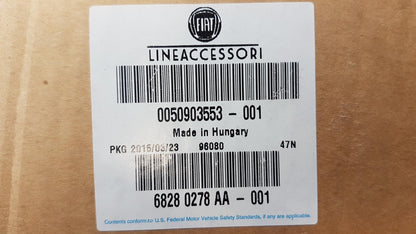 FIAT
LINEACCESSORI
0050903553 - 001
Made in Hungary
PKG 2015/03/23 96080 47N
6828 0278 AA - 001
Contents conform to U.S. Federal Motor Vehicle Safety Standards, if any are applicable.